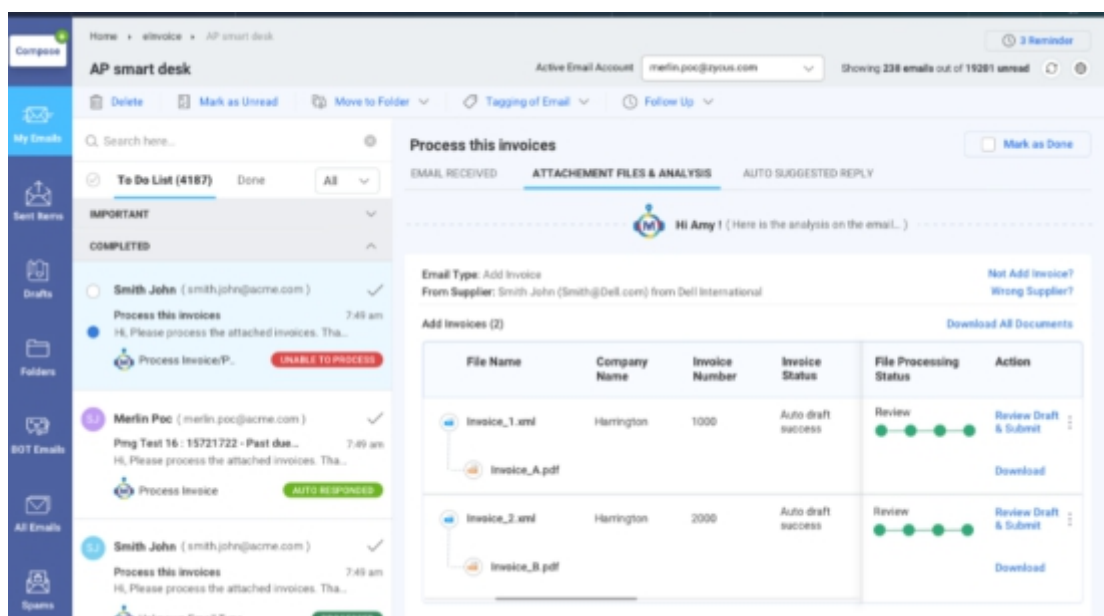 Compose
Home › eInvoice › AP smart desk
3 Reminder
AP smart desk
Active Email Account
merlin.poc@zycus.com
Showing 238 emails out of 19281 unread
Delete
Mark as Unread
Move to Folder
Tagging of Email
Follow Up
My Emails
Sent Items
Drafts
Folders
BOT Emails
All Emails
Spams
Search here...
To Do List (4187)
Done
All
IMPORTANT
COMPLETED
Smith John (smith.john@acme.com)
Process this invoices
7:49 am
Hi, Please process the attached invoices. Tha...
Process Invoice/P..
UNABLE TO PROCESS
SJ
Merlin Poc (merlin.poc@acme.com)
Pmg Test 16 : 15721722 - Past due...
7:49 am
Hi, Please process the attached invoices. Tha...
Process Invoice
AUTO RESPONDED
SJ
Smith John (smith.john@acme.com)
Process this invoices
7:49 am
Hi, Please process the attached invoices. Tha...
Process this invoices
Mark as Done
EMAIL RECEIVED
ATTACHEMENT FILES & ANALYSIS
AUTO SUGGESTED REPLY
Hi Amy ! ( Here is the analysis on the email.. )
Email Type: Add Invoice
Not Add Invoice?
From Supplier: Smith John (Smith@Dell.com) from Dell International
Wrong Supplier?
Add Invoices (2)
Download All Documents
File Name
Company Name
Invoice Number
Invoice Status
File Processing Status
Action
Invoice_1.xml
Harrington
1000
Auto draft success
Review
Review Draft & Submit
Invoice_A.pdf
Download
Invoice_2.xml
Harrington
2000
Auto draft success
Review
Review Draft & Submit
Invoice_B.pdf
Download